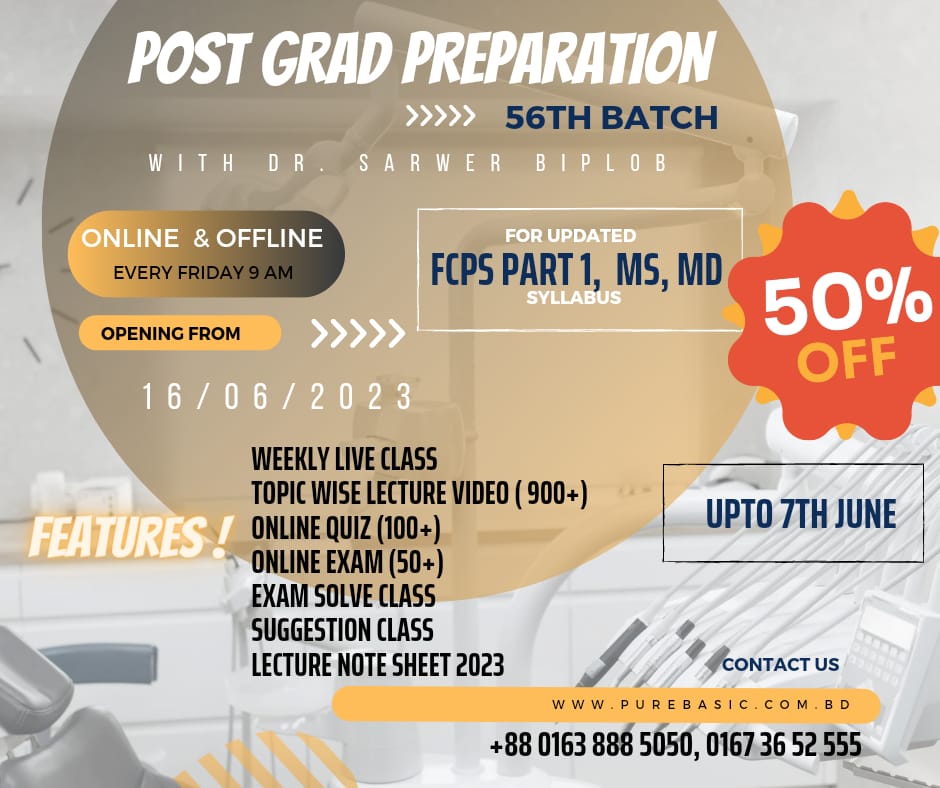 POST GRAD PREPARATION
>>>>> 56TH BATCH
WITH DR. SARWER BIPLOB
ONLINE & OFFLINE
EVERY FRIDAY 9 AM
FOR UPDATED
FCPS PART 1, MS, MD
SYLLABUS
50%
OFF
OPENING FROM >>>>>
16/06/2023
FEATURES !
WEEKLY LIVE CLASS
TOPIC WISE LECTURE VIDEO ( 900+)
ONLINE QUIZ (100+)
ONLINE EXAM (50+)
EXAM SOLVE CLASS
SUGGESTION CLASS
LECTURE NOTE SHEET 2023
UPTO 7TH JUNE
CONTACT US
WWW.PUREBASIC.COM.BD
+88 0163 888 5050, 0167 36 52 555